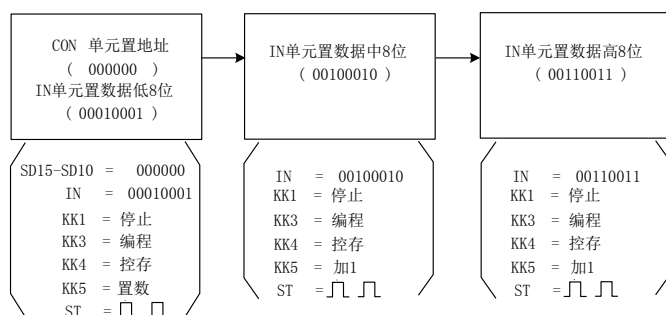 CON 单元置地址
( 000000 )
IN单元置数据低8位
( 00010001 )
IN单元置数据中8位
( 00100010 )
IN单元置数据高8位
( 00110011 )
SD15-SD10 = 000000
IN = 00010001
KK1 = 停止
KK3 = 编程
KK4 = 控存
KK5 = 置数
ST =
IN = 00100010
KK1 = 停止
KK3 = 编程
KK4 = 控存
KK5 = 加1
ST =
IN = 00110011
KK1 = 停止
KK3 = 编程
KK4 = 控存
KK5 = 加1
ST =